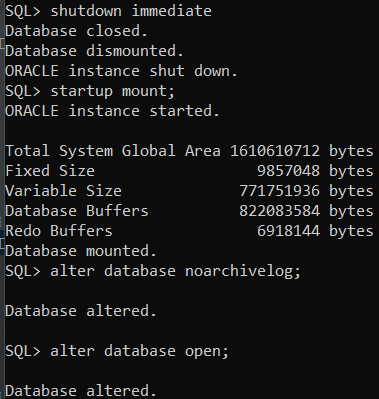 SQL> shutdown immediate
Database closed.
Database dismounted.
ORACLE instance shut down.
SQL> startup mount;
ORACLE instance started.

Total System Global Area 1610610712 bytes
Fixed Size                  9857048 bytes
Variable Size             771751936 bytes
Database Buffers          822083584 bytes
Redo Buffers                6918144 bytes
Database mounted.
SQL> alter database noarchivelog;

Database altered.

SQL> alter database open;

Database altered.